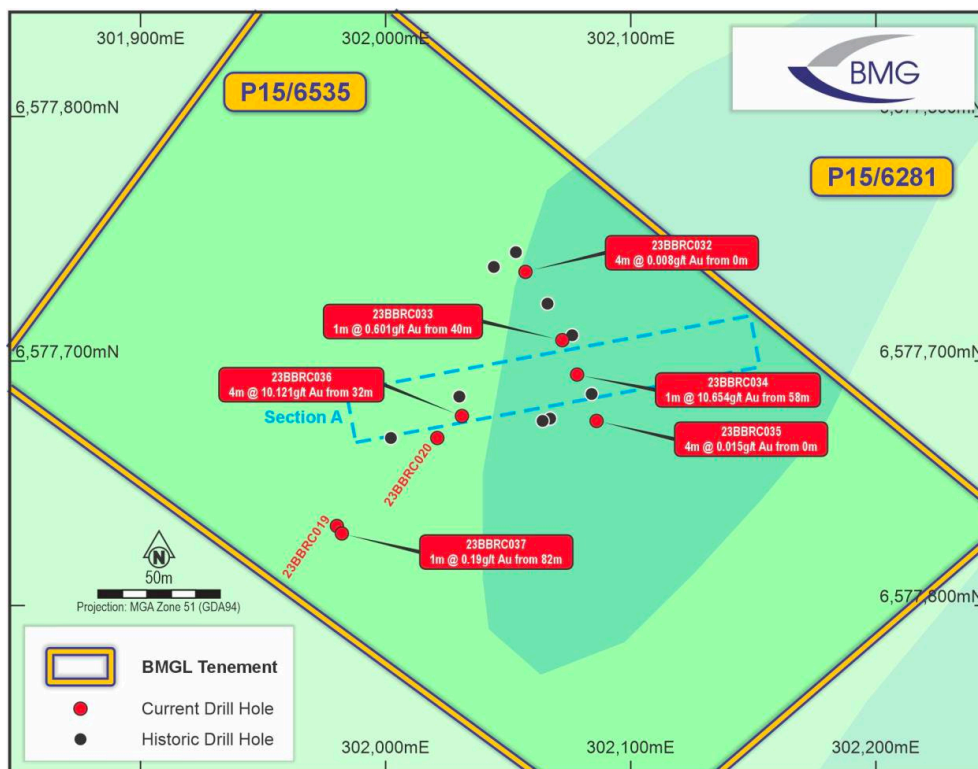 301,900mE
302,000mE
302,100mE
BMG
P15/6535
6,577,800mN
P15/6281
23BBRC032
4m @ 0.008g/t Au from 0m
23BBRC033
1m @ 0.601g/t Au from 40m
6,577,700mN
6,577,700mN
23BBRC036
4m @ 10.121g/t Au from 32m
23BBRC034
1m @ 10.654g/t Au from 58m
Section A
23BBRC035
4m @ 0.015g/t Au from 0m
23BBRC020
23BBRC019
23BBRC037
1m @ 0.19g/t Au from 82m
N
50m
Projection: MGA Zone 51 (GDA94)
6,577,800mN
BMGL Tenement
Current Drill Hole
Historic Drill Hole
302,000mE
302,100mE
302,200mE